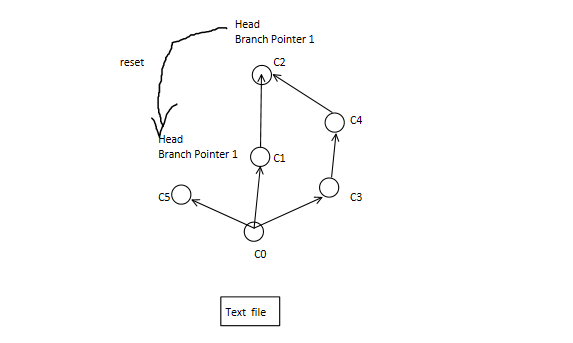 Head
Branch Pointer 1
C2
reset
C4
Head
Branch Pointer 1
C1
C5
C3
C0
Text file